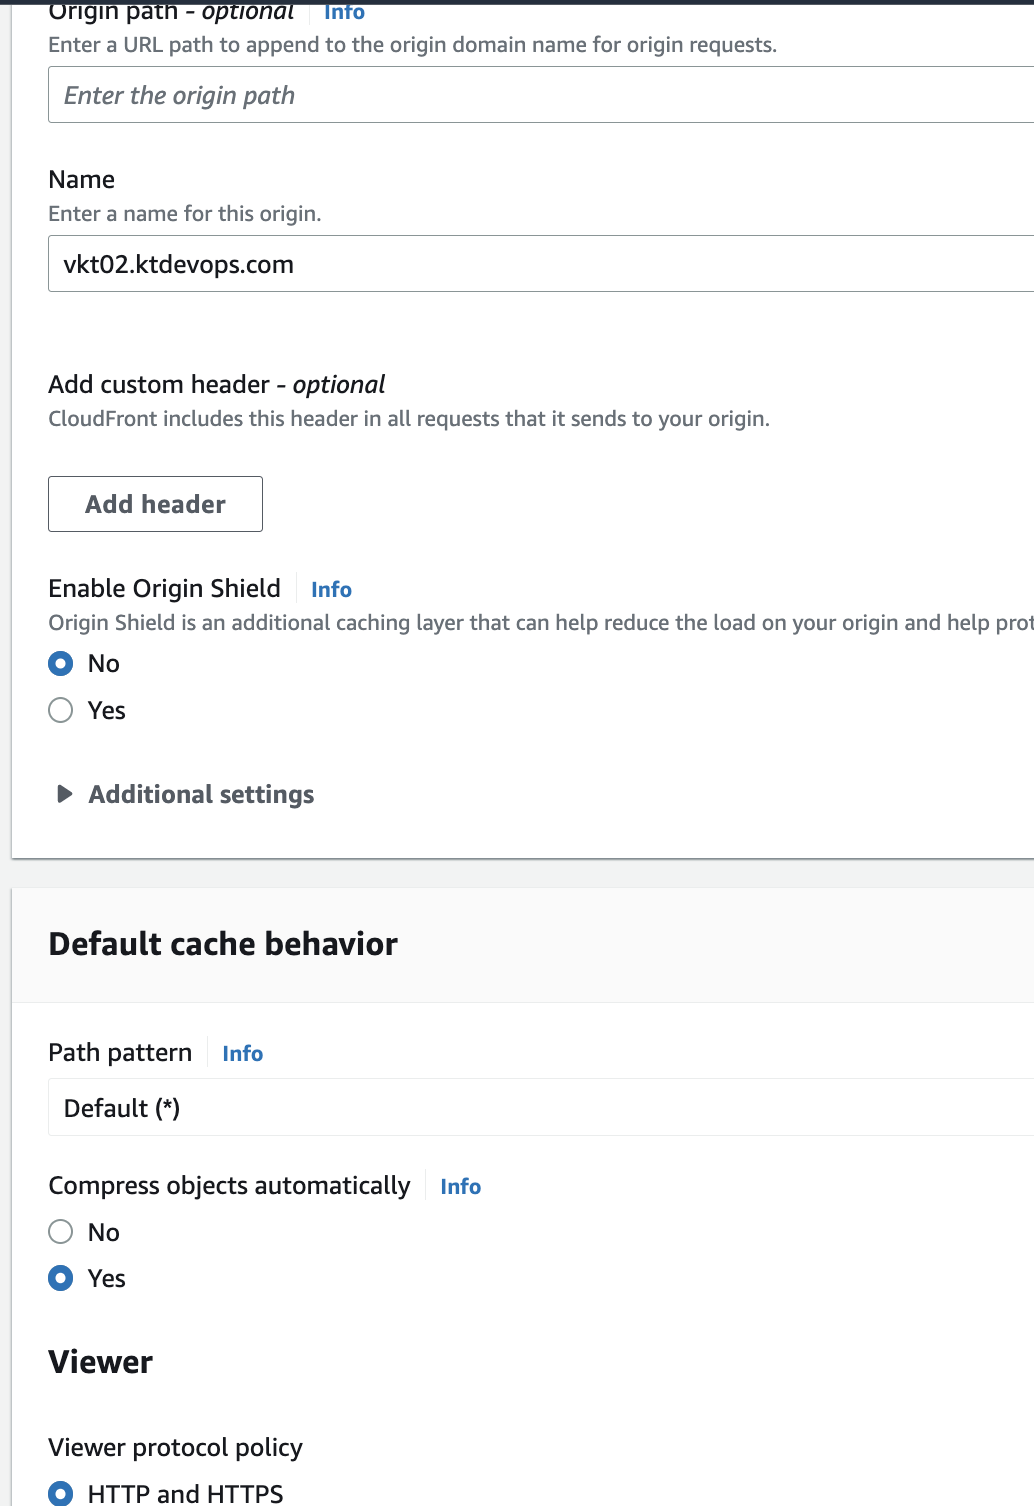 Origin path - optional Info
Enter a URL path to append to the origin domain name for origin requests.
Enter the origin path
Name
Enter a name for this origin.
vkt02.ktdevops.com
Add custom header - optional
CloudFront includes this header in all requests that it sends to your origin.
Add header
Enable Origin Shield Info
Origin Shield is an additional caching layer that can help reduce the load on your origin and help prot
No
Yes
Additional settings
Default cache behavior
Path pattern Info
Default (*)
Compress objects automatically Info
No
Yes
Viewer
Viewer protocol policy
HTTP and HTTPS